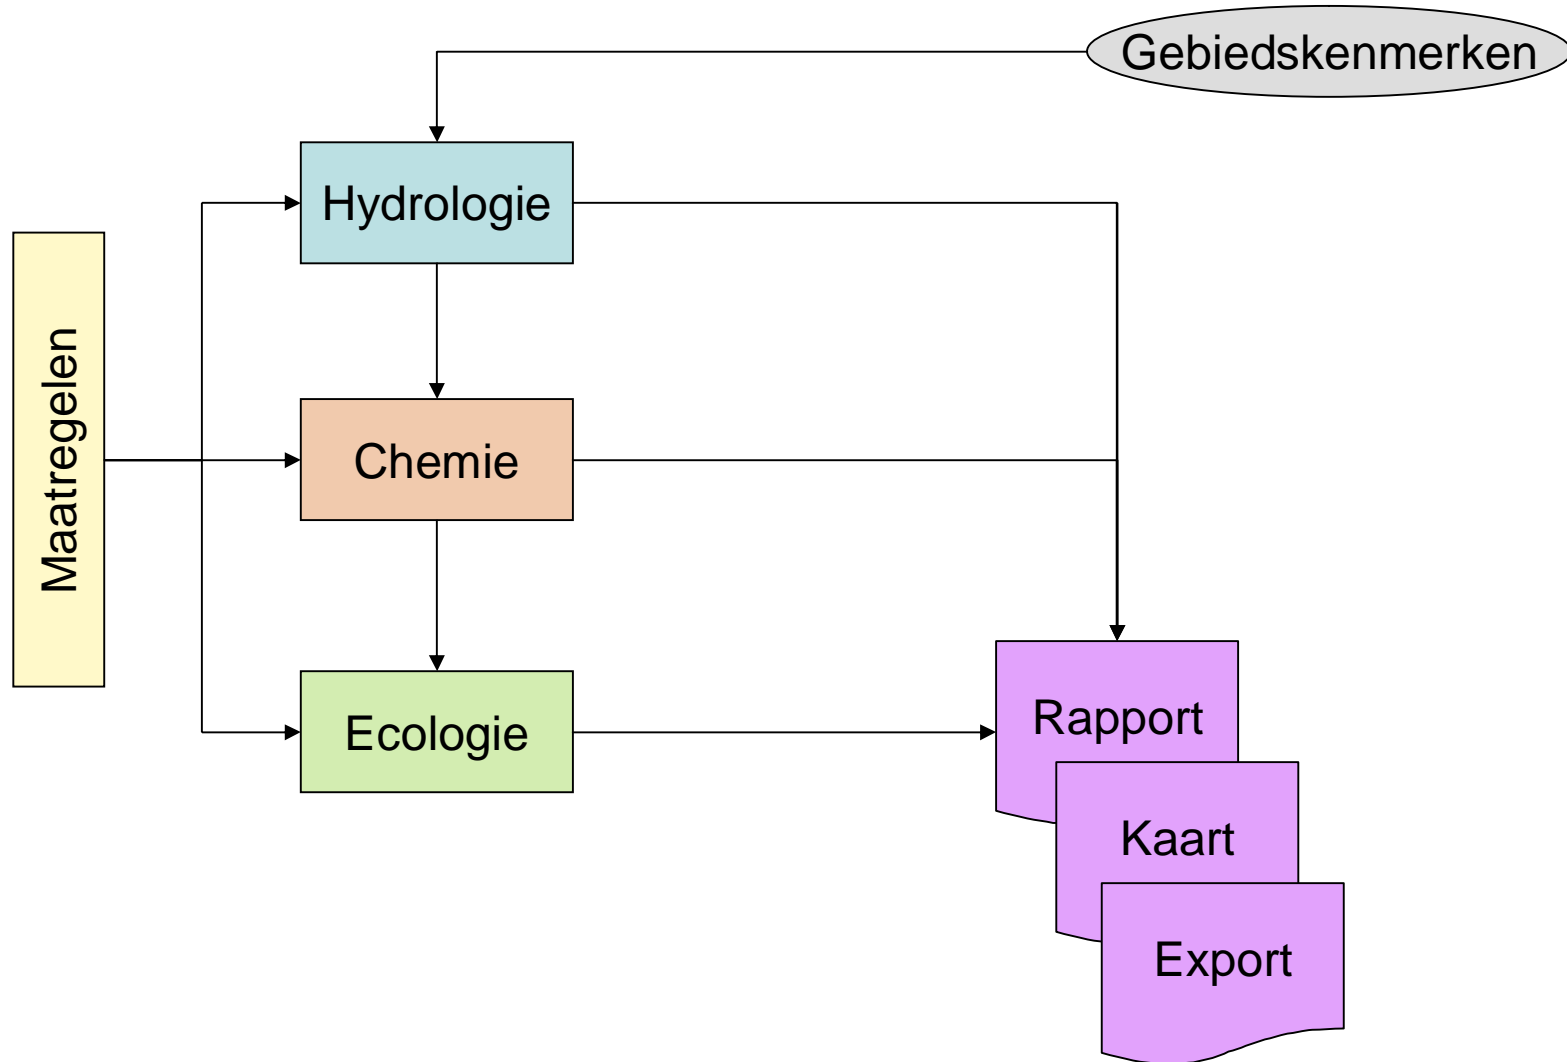 Gebiedskenmerken
Hydrologie
Maatregelen
Chemie
Ecologie
Rapport
Kaart
Export